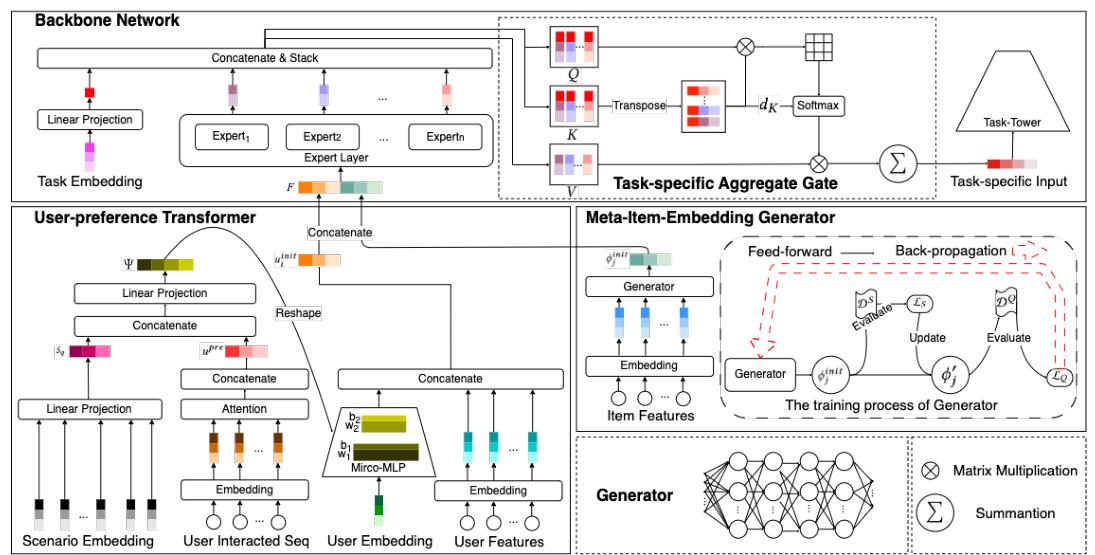 Backbone Network
Concatenate & Stack
Linear Projection
Task Embedding
Expert1
Expert2
...
Expertn
Expert Layer
F
Q
K
V
Transpose
dK
Softmax
Σ
Task-Tower
Task-specific Input
Task-specific Aggregate Gate
User-preference Transformer
Ψ
Linear Projection
Concatenate
Sq
u^pre
Linear Projection
Concatenate
Attention
...
Embedding
...
Scenario Embedding
User Interacted Seq
Concatenate
u_i^init
Reshape
Concatenate
b2
w2
b1
w1
Mirco-MLP
User Embedding
...
Embedding
...
User Features
Meta-Item-Embedding Generator
ϕ_j^init
Generator
...
Embedding
...
Item Features
Feed-forward
Back-propagation
D^S
Evaluate
L_S
Update
D^Q
Evaluate
Generator
ϕ_j^init
ϕ′_j
L_Q
The training process of Generator
Generator
Matrix Multiplication
Σ
Summantion